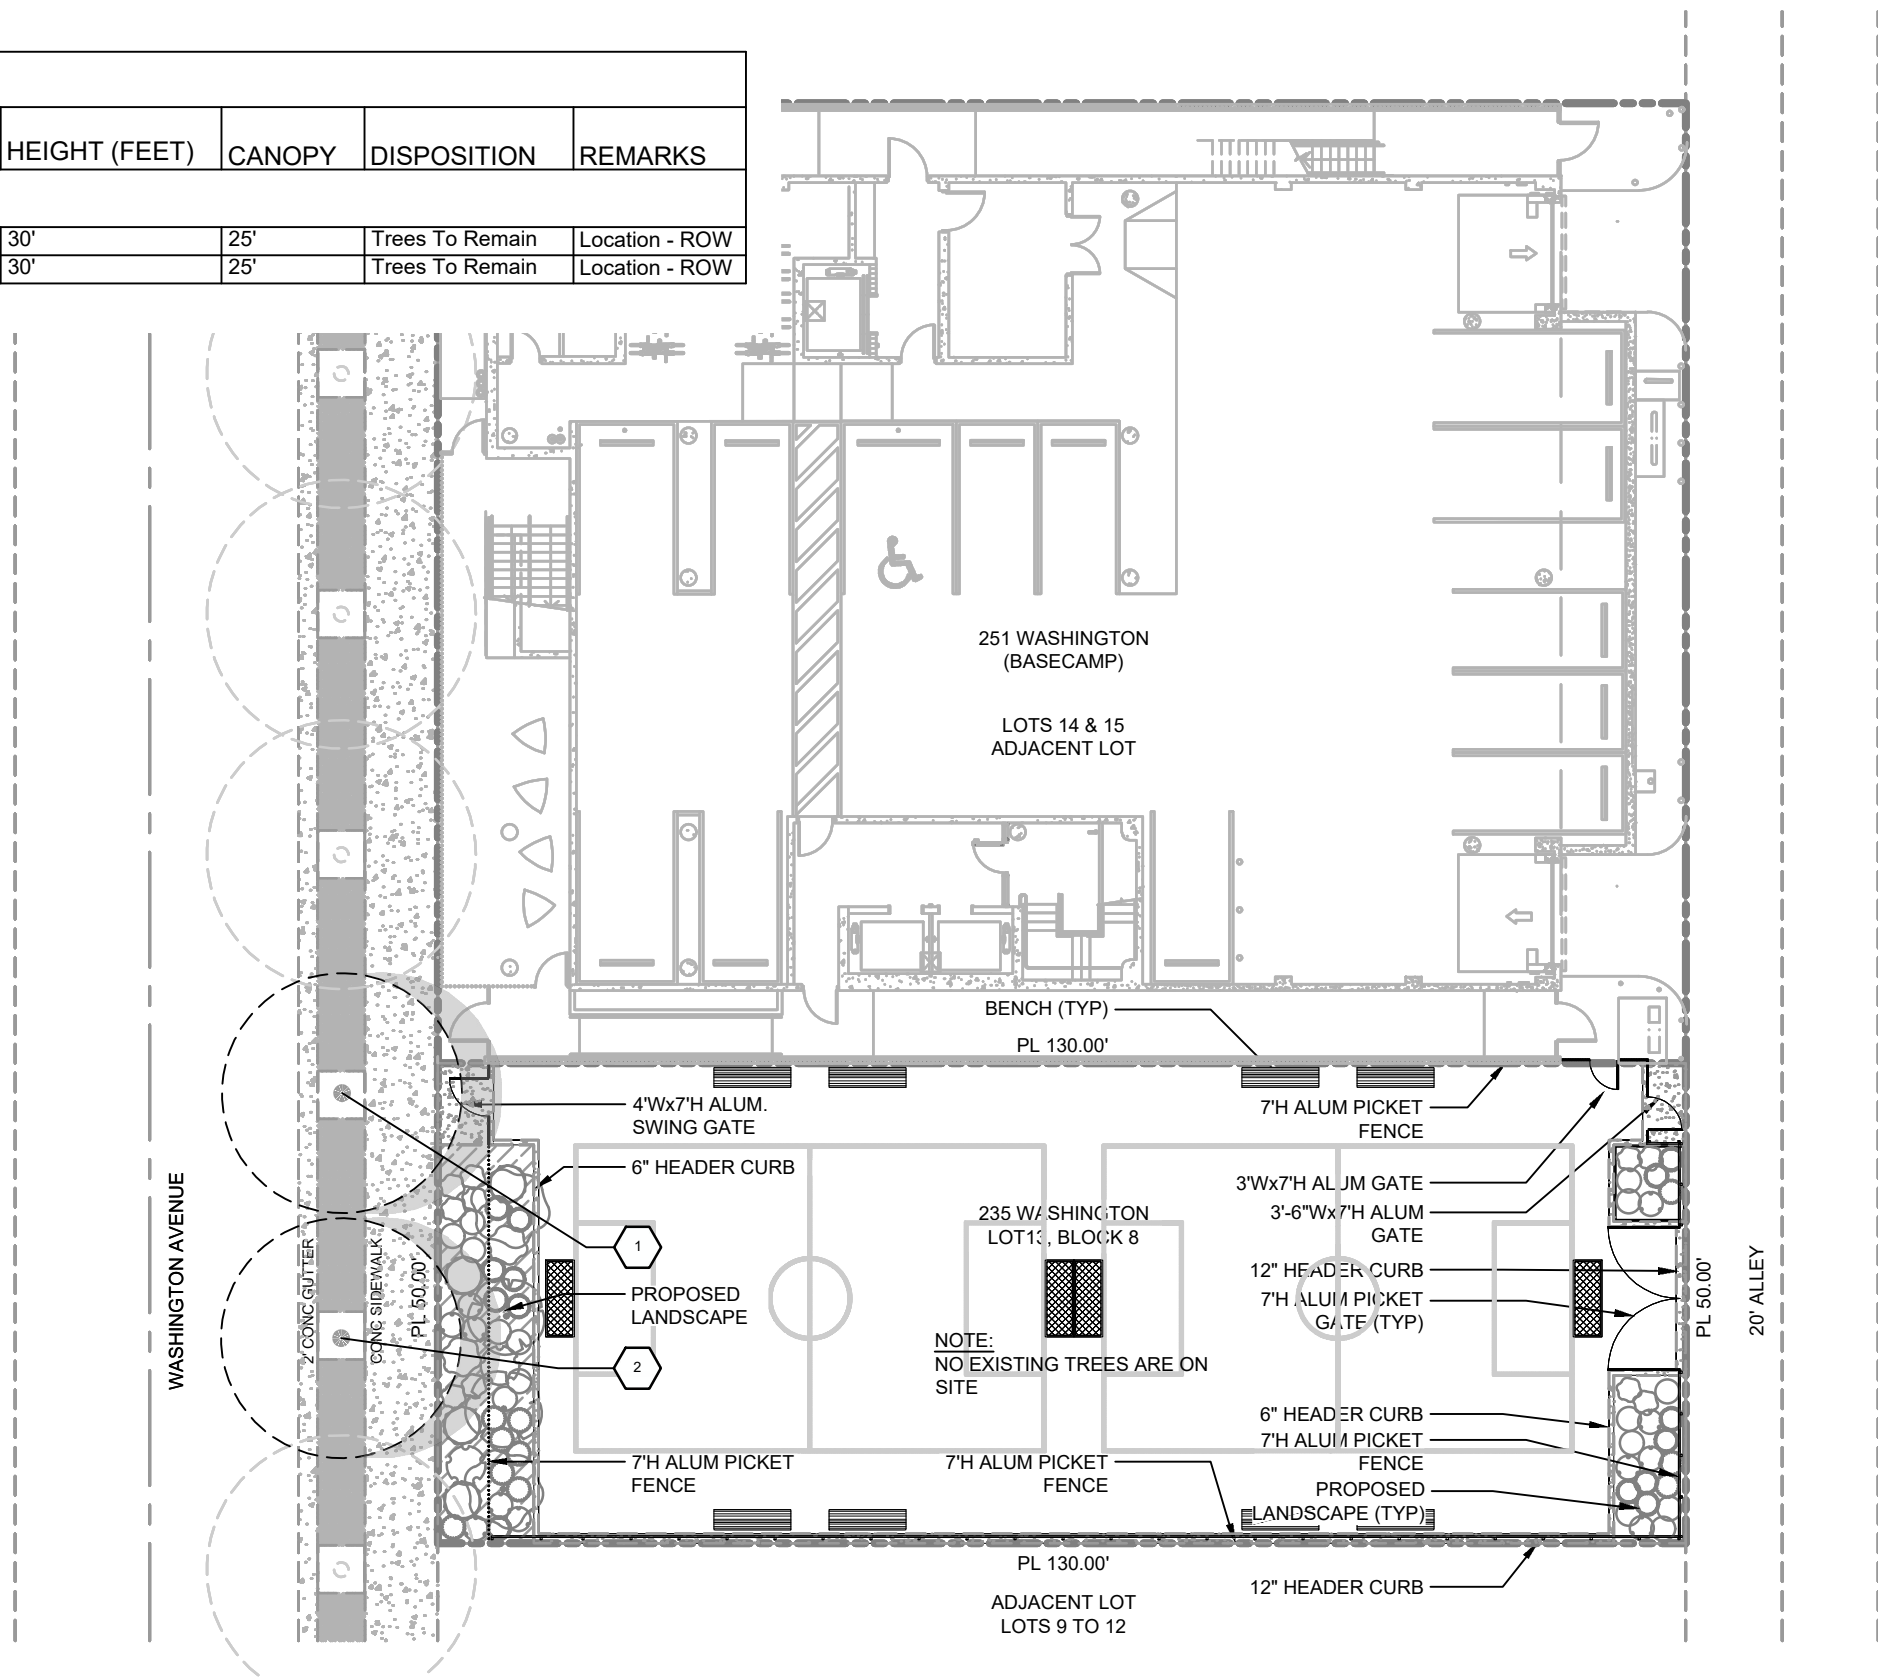 HEIGHT (FEET) CANOPY DISPOSITION REMARKS
30' 25' Trees To Remain Location - ROW
30' 25' Trees To Remain Location - ROW
251 WASHINGTON
(BASECAMP)
LOTS 14 & 15
ADJACENT LOT
BENCH (TYP)
PL 130.00'
4'Wx7'H ALUM.
SWING GATE
7'H ALUM PICKET
FENCE
6" HEADER CURB
3'Wx7'H ALUM GATE
3'-6"Wx7'H ALUM
GATE
235 WASHINGTON
LOT13, BLOCK 8
1
12" HEADER CURB
7'H ALUM PICKET
GATE (TYP)
PROPOSED
LANDSCAPE
WASHINGTON AVENUE
2' CONC GUTTER
CONC SIDEWALK
PL 50.00'
PL 50.00'
20' ALLEY
NOTE:
NO EXISTING TREES ARE ON
SITE
2
6" HEADER CURB
7'H ALUM PICKET
FENCE
7'H ALUM PICKET
FENCE
7'H ALUM PICKET
FENCE
PROPOSED
LANDSCAPE (TYP)
PL 130.00'
12" HEADER CURB
ADJACENT LOT
LOTS 9 TO 12